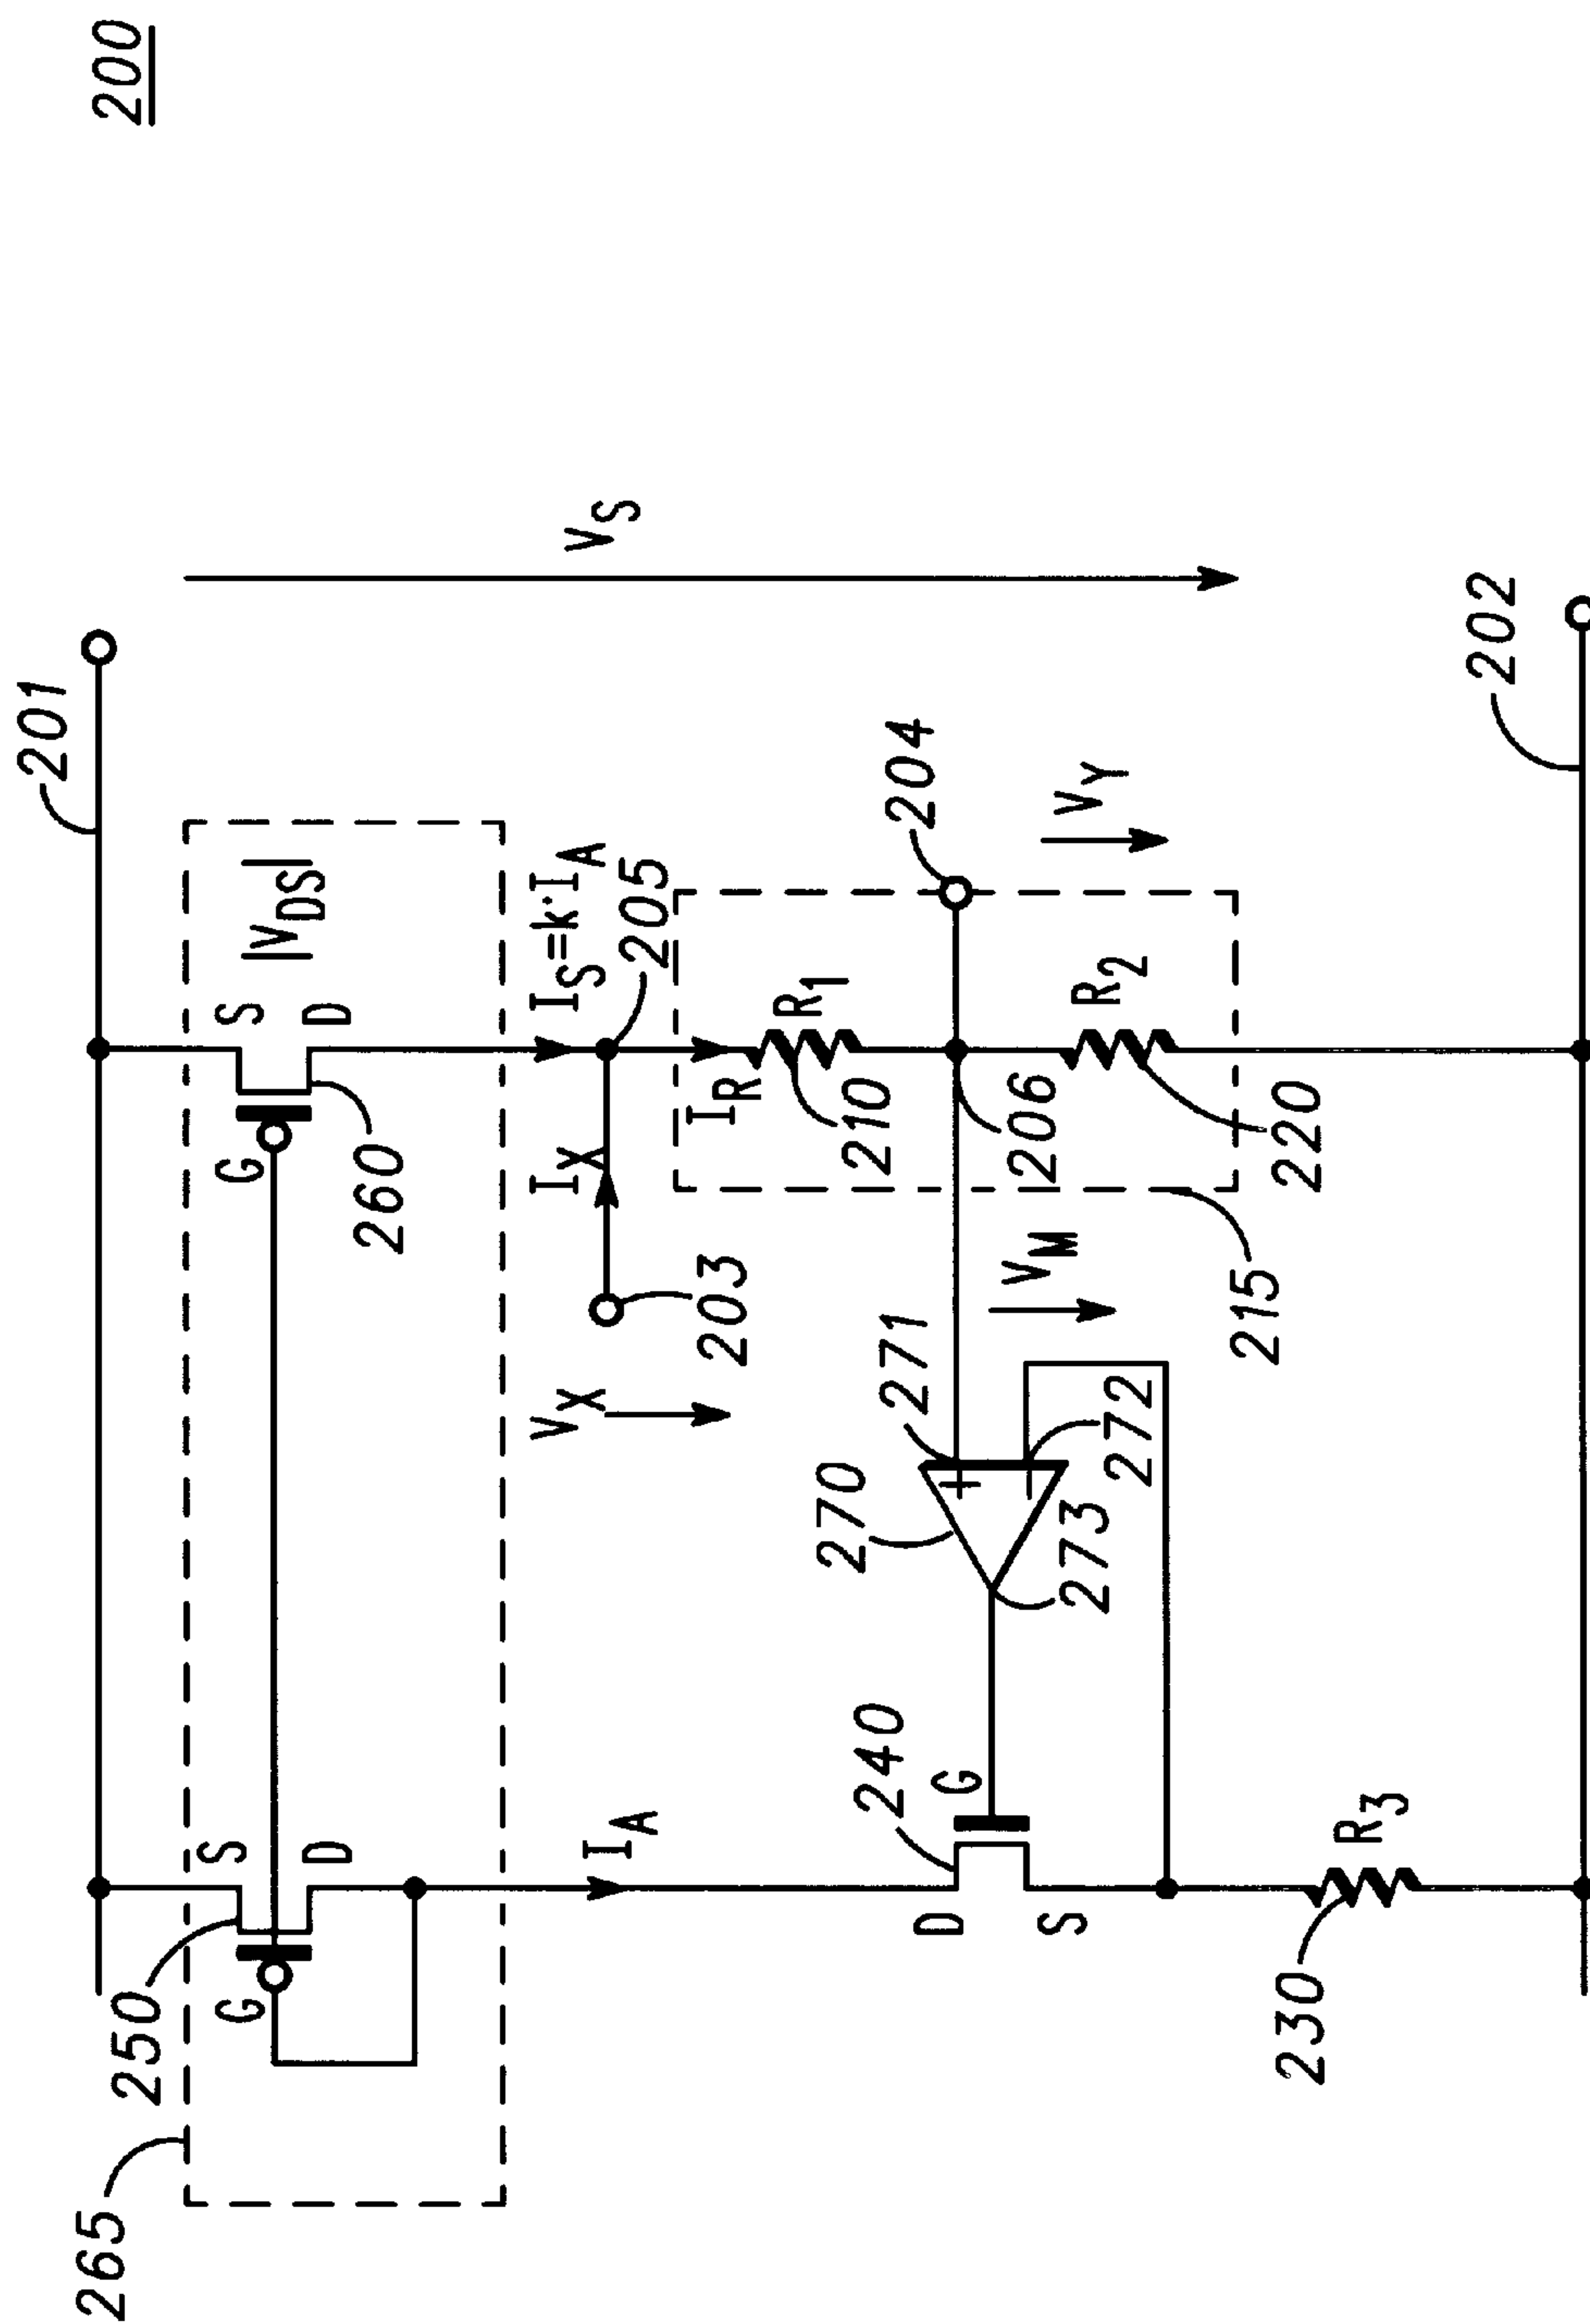 200
201
265
250
S
D
G
S
D
G
260
|V_DS|
V_S
I_A
I_S=k·I_A
205
I_X
V_X
203
I_R
R_1
210
204
206
V_Y
R_2
220
215
V_M
271
270
272
273
240
G
D
S
R_3
230
202